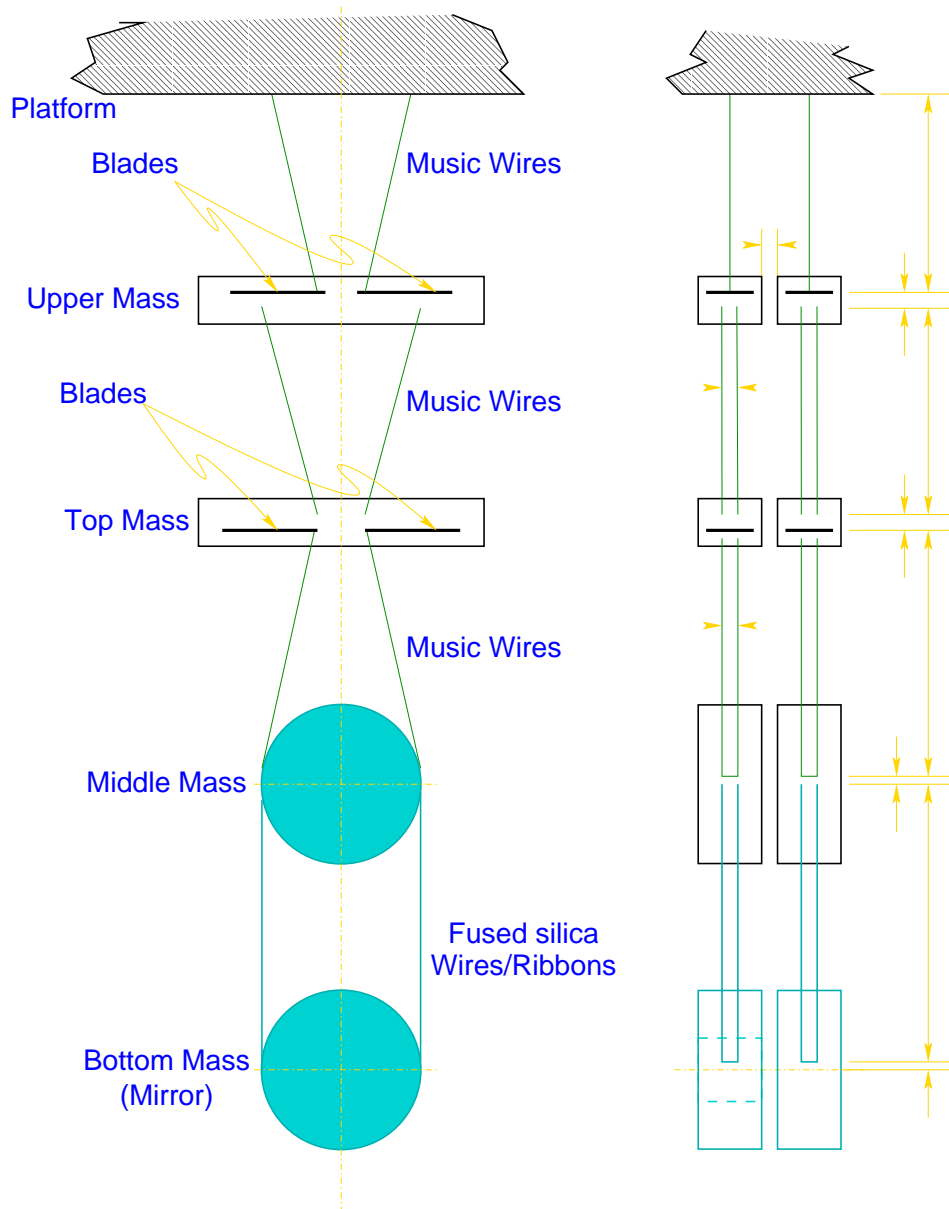 Platform
Blades
Music Wires
Upper Mass
Blades
Music Wires
Top Mass
Music Wires
Middle Mass
Fused silica
Wires/Ribbons
Bottom Mass
(Mirror)